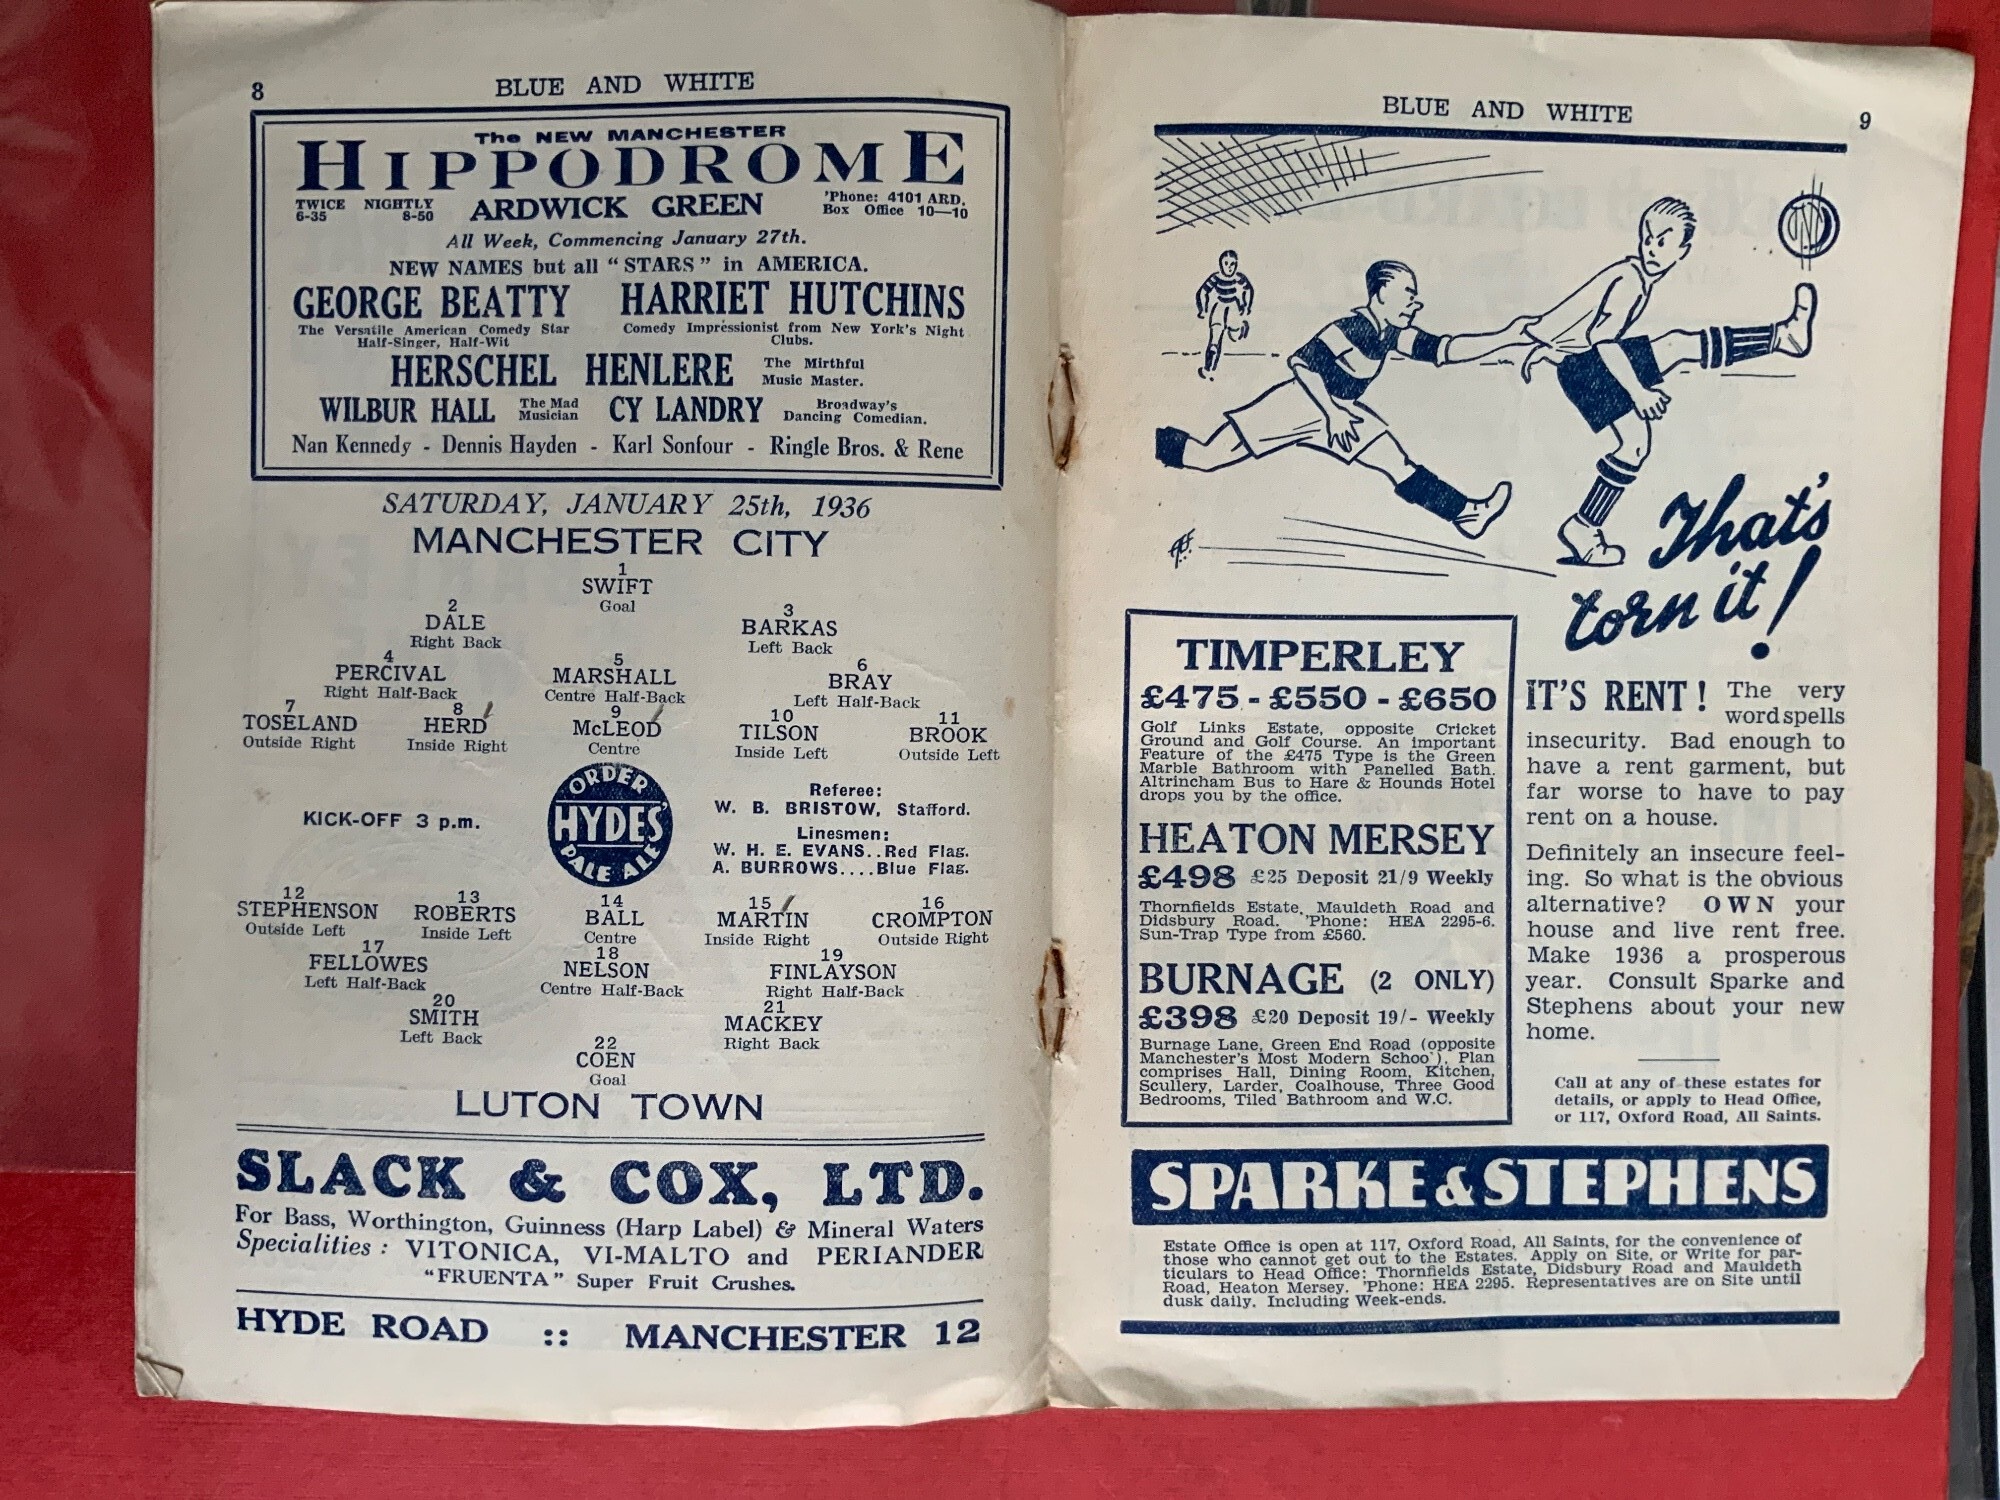 8
BLUE AND WHITE
The NEW MANCHESTER
HIPPODROME
TWICE NIGHTLY
6-35 8-50
ARDWICK GREEN
'Phone: 4101 ARD.
Box Office 10—10
All Week, Commencing January 27th.
NEW NAMES but all "STARS" in AMERICA.
GEORGE BEATTY
The Versatile American Comedy Star
Half-Singer, Half-Wit
HARRIET HUTCHINS
Comedy Impressionist from New York's Night
Clubs.
HERSCHEL HENLERE
The Mirthful
Music Master.
WILBUR HALL
The Mad
Musician
CY LANDRY
Broadway's
Dancing Comedian.
Nan Kennedy - Dennis Hayden - Karl Sonfour - Ringle Bros. & Rene
SATURDAY, JANUARY 25th, 1936
MANCHESTER CITY
1
SWIFT
Goal
2
DALE
Right Back
3
BARKAS
Left Back
4
PERCIVAL
Right Half-Back
5
MARSHALL
Centre Half-Back
6
BRAY
Left Half-Back
7
TOSELAND
Outside Right
8
HERD
Inside Right
9
McLEOD
Centre
10
TILSON
Inside Left
11
BROOK
Outside Left
KICK-OFF 3 p.m.
ORDER
HYDES'
PALE ALE
Referee:
W. B. BRISTOW, Stafford.
Linesmen:
W. H. E. EVANS..Red Flag.
A. BURROWS....Blue Flag.
12
STEPHENSON
Outside Left
13
ROBERTS
Inside Left
14
BALL
Centre
15
MARTIN
Inside Right
16
CROMPTON
Outside Right
17
FELLOWES
Left Half-Back
18
NELSON
Centre Half-Back
19
FINLAYSON
Right Half-Back
20
SMITH
Left Back
21
MACKEY
Right Back
22
COEN
Goal
LUTON TOWN
SLACK & COX, LTD.
For Bass, Worthington, Guinness (Harp Label) & Mineral Waters
Specialities : VITONICA, VI-MALTO and PERIANDER
"FRUENTA" Super Fruit Crushes.
HYDE ROAD :: MANCHESTER 12
BLUE AND WHITE
9
That's
torn it!
TIMPERLEY
£475 - £550 - £650
Golf Links Estate, opposite Cricket
Ground and Golf Course. An important
Feature of the £475 Type is the Green
Marble Bathroom with Panelled Bath.
Altrincham Bus to Hare & Hounds Hotel
drops you by the office.
HEATON MERSEY
£498 £25 Deposit 21/9 Weekly
Thornfields Estate, Mauldeth Road and
Didsbury Road. 'Phone: HEA 2295-6.
Sun-Trap Type from £560.
BURNAGE (2 ONLY)
£398 £20 Deposit 19/- Weekly
Burnage Lane, Green End Road (opposite
Manchester's Most Modern Schoo'). Plan
comprises Hall, Dining Room, Kitchen,
Scullery, Larder, Coalhouse, Three Good
Bedrooms, Tiled Bathroom and W.C.
IT'S RENT! The very
word spells
insecurity. Bad enough to
have a rent garment, but
far worse to have to pay
rent on a house.
Definitely an insecure feel-
ing. So what is the obvious
alternative? OWN your
house and live rent free.
Make 1936 a prosperous
year. Consult Sparke and
Stephens about your new
home.
Call at any of these estates for
details, or apply to Head Office,
or 117, Oxford Road, All Saints.
SPARKE & STEPHENS
Estate Office is open at 117, Oxford Road, All Saints, for the convenience of
those who cannot get out to the Estates. Apply on Site, or Write for par-
ticulars to Head Office: Thornfields Estate, Didsbury Road and Mauldeth
Road, Heaton Mersey. 'Phone: HEA 2295. Representatives are on Site until
dusk daily. Including Week-ends.